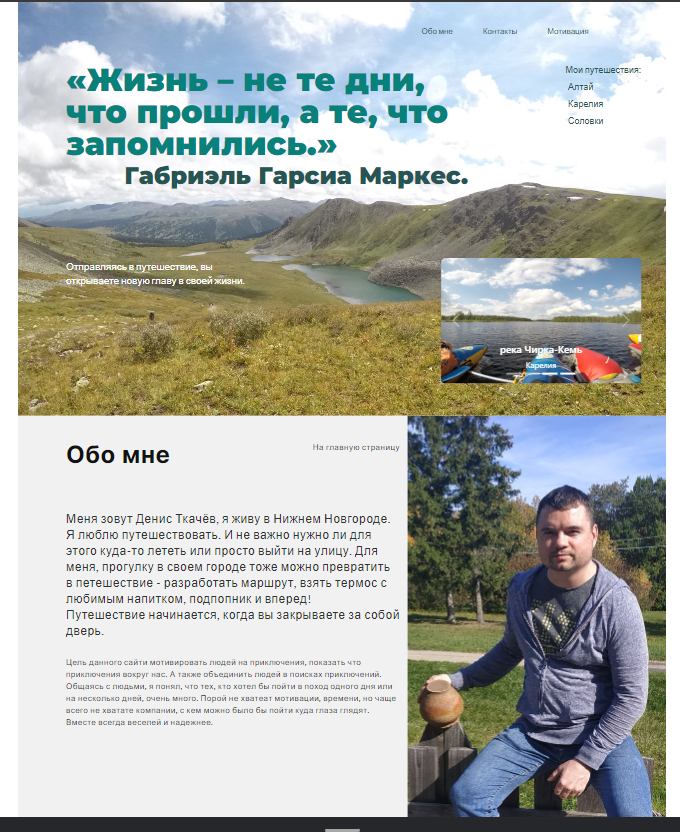 Обо мне
Контакты
Мотивация
Мои путешествия:
Алтай
Карелия
Соловки
«Жизнь – не те дни,
что прошли, а те, что
запомнились.»
Габриэль Гарсиа Маркес.
Отправляясь в путешествие, вы
открываете новую главу в своей жизни.
река Чирка-Кемь
Карелия
Обо мне
На главную страницу
Меня зовут Денис Ткачёв, я живу в Нижнем Новгороде.
Я люблю путешествовать. И не важно нужно ли для
этого куда-то лететь или просто выйти на улицу. Для
меня, прогулку в своем городе тоже можно превратить
в петешествие - разработать маршрут, взять термос с
любимым напитком, подпопник и вперед!
Путешествие начинается, когда вы закрываете за собой
дверь.
Цель данного сайти мотивировать людей на приключения, показать что
приключения вокруг нас. А также объединить людей в поисках приключений.
Общаясь с людьми, я понял, что тех, кто хотел бы пойти в поход одного дня или
на несколько дней, очень много. Порой не хватеат мотивации, времени, но чаще
всего не хватате компании, с кем можно было бы пойти куда глаза глядят.
Вместе всегда веселей и надежнее.